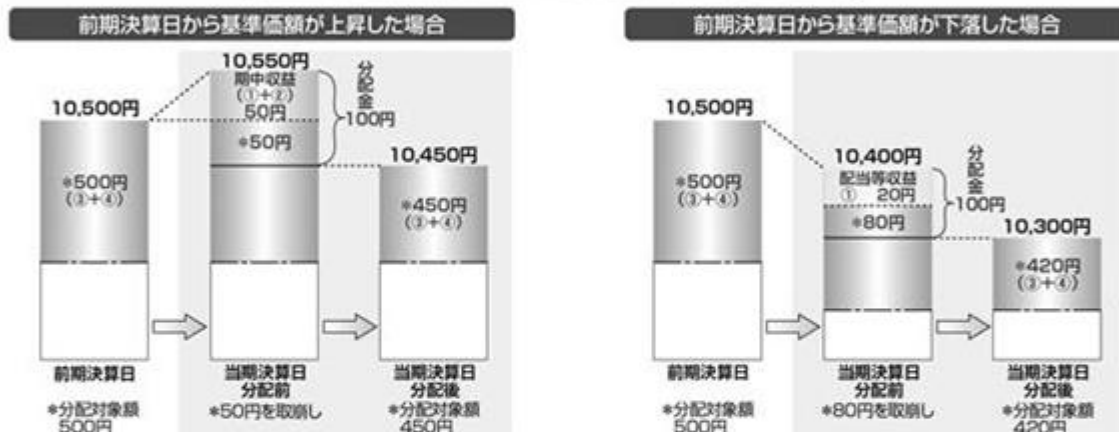 前期決算日から基準価額が上昇した場合
10,550円
期中収益
(①+②)
50円
*50円
分配金
100円
10,500円
*500円
(③+④)
10,450円
*450円
(③+④)
前期決算日
当期決算日
分配前
当期決算日
分配後
*分配対象額
500円
*50円を取崩し
*分配対象額
450円
前期決算日から基準価額が下落した場合
10,500円
*500円
(③+④)
10,400円
配当等収益
① 20円
*80円
分配金
100円
10,300円
*420円
(③+④)
前期決算日
当期決算日
分配前
当期決算日
分配後
*分配対象額
500円
*80円を取崩し
*分配対象額
420円